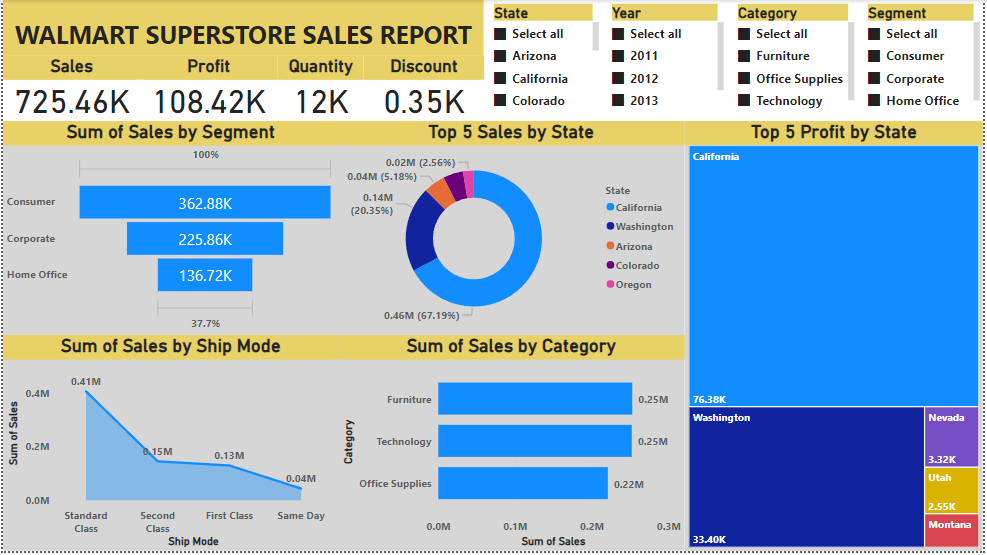 WALMART SUPERSTORE SALES REPORT
Sales Profit Quantity Discount
725.46K 108.42K 12K 0.35K
State
Select all
Arizona
California
Colorado
Year
Select all
2011
2012
2013
Category
Select all
Furniture
Office Supplies
Technology
Segment
Select all
Consumer
Corporate
Home Office
Sum of Sales by Segment
100%
Consumer 362.88K
Corporate 225.86K
Home Office 136.72K
37.7%
Top 5 Sales by State
0.02M (2.56%)
0.04M (5.18%)
0.14M
(20.35%)
0.46M (67.19%)
State
California
Washington
Arizona
Colorado
Oregon
Top 5 Profit by State
California
76.38K
Washington
33.40K
Nevada
3.32K
Utah
2.55K
Montana
Sum of Sales by Ship Mode
Sum of Sales
0.4M
0.2M
0.0M
0.41M
0.15M
0.13M
0.04M
Standard
Class
Second
Class
First Class
Same Day
Ship Mode
Sum of Sales by Category
Category
Furniture 0.25M
Technology 0.25M
Office Supplies 0.22M
0.0M 0.1M 0.2M 0.3M
Sum of Sales